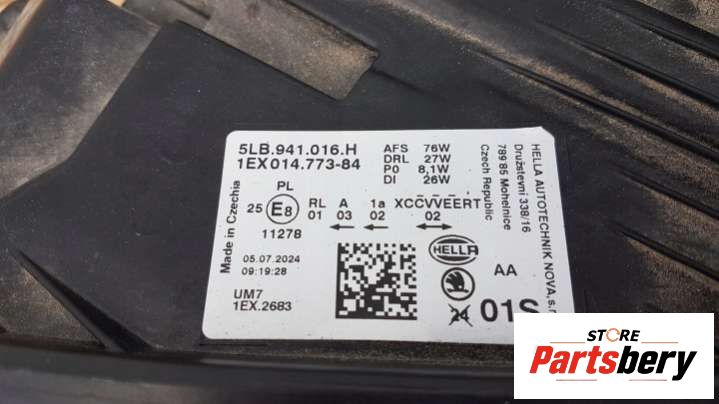 5LB.941.016.H
1EX014.773-84
AFS 76W
DRL 27W
P0 8,1W
DI 26W
HELLA AUTOTECHNIK NOVA, s.r.
Družstevní 338/16
789 85 Mohelnice
Czech Republic
Made in Czechia
PL
25 E8
11278
RL A 1a XCC̅V̅V̅E̅E̅RT
01 03 02 02
05.07.2024
09:19:28
UM7
1EX.2683
HELLA
AA
01S
STORE
Partsbery